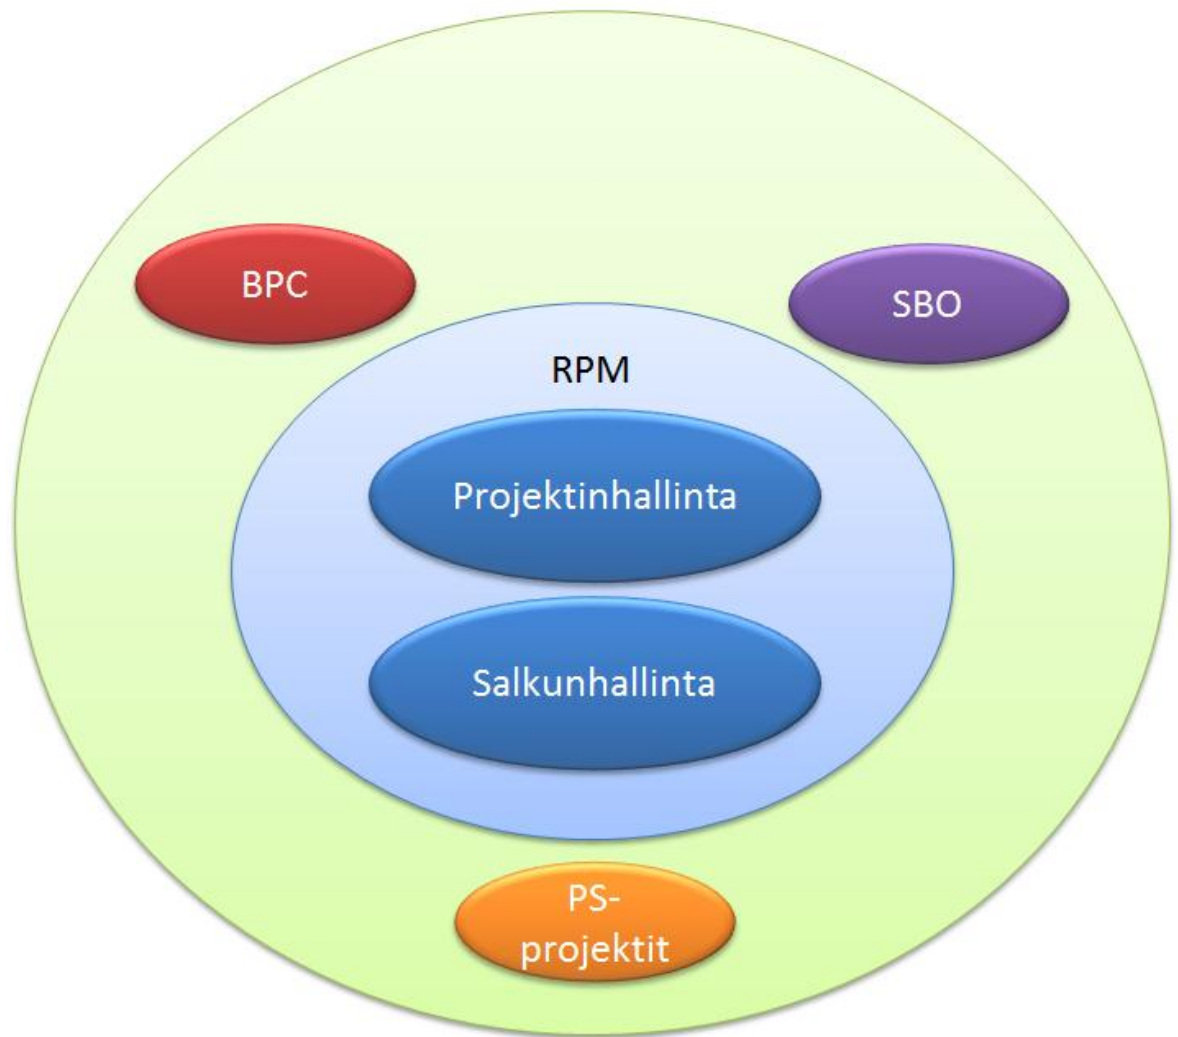 BPC
SBO
RPM
Projektinhallinta
Salkunhallinta
PS-
projektit